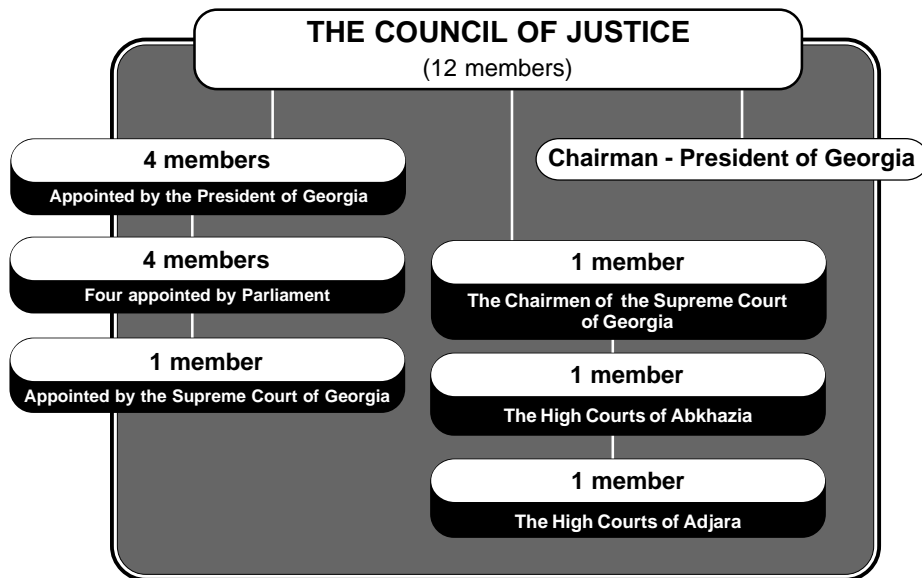 THE COUNCIL OF JUSTICE
(12 members)
4 members
Appointed by the President of Georgia
4 members
Four appointed by Parliament
1 member
Appointed by the Supreme Court of Georgia
Chairman - President of Georgia
1 member
The Chairmen of the Supreme Court
of Georgia
1 member
The High Courts of Abkhazia
1 member
The High Courts of Adjara